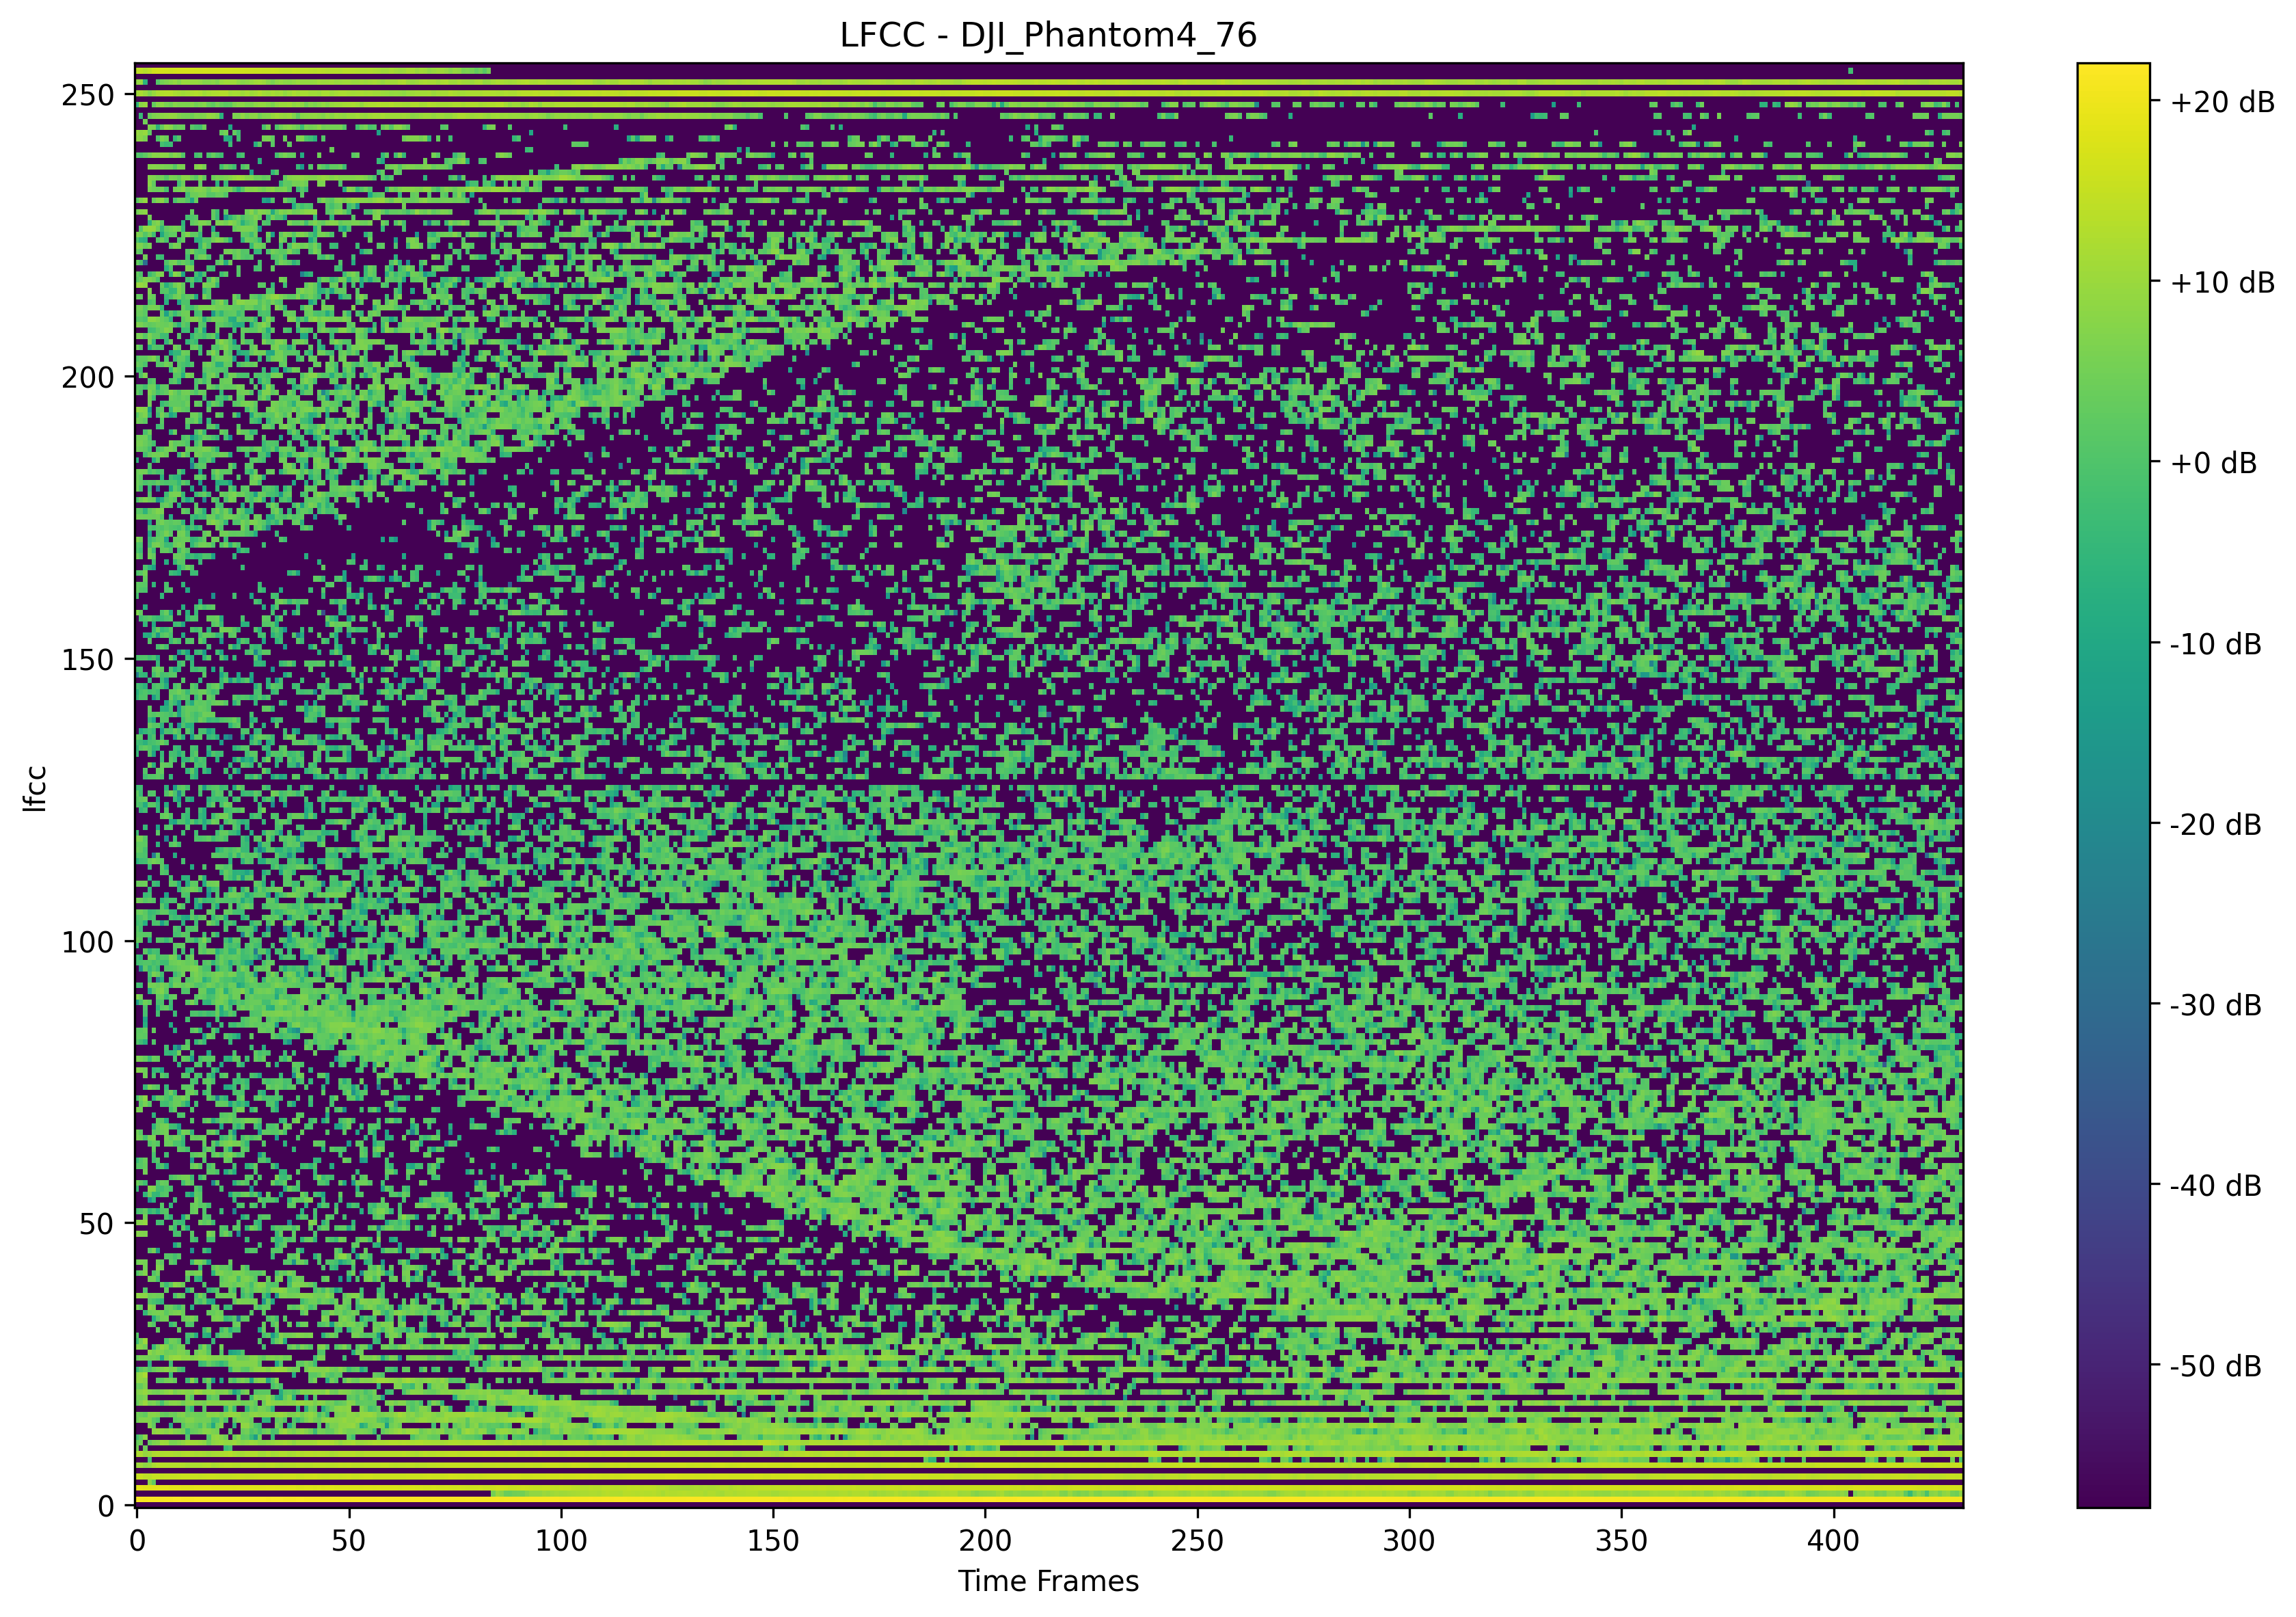 LFCC - DJI_Phantom4_76
250
200
150
100
50
0
lfcc
0 50 100 150 200 250 300 350 400
Time Frames
+20 dB
+10 dB
+0 dB
-10 dB
-20 dB
-30 dB
-40 dB
-50 dB